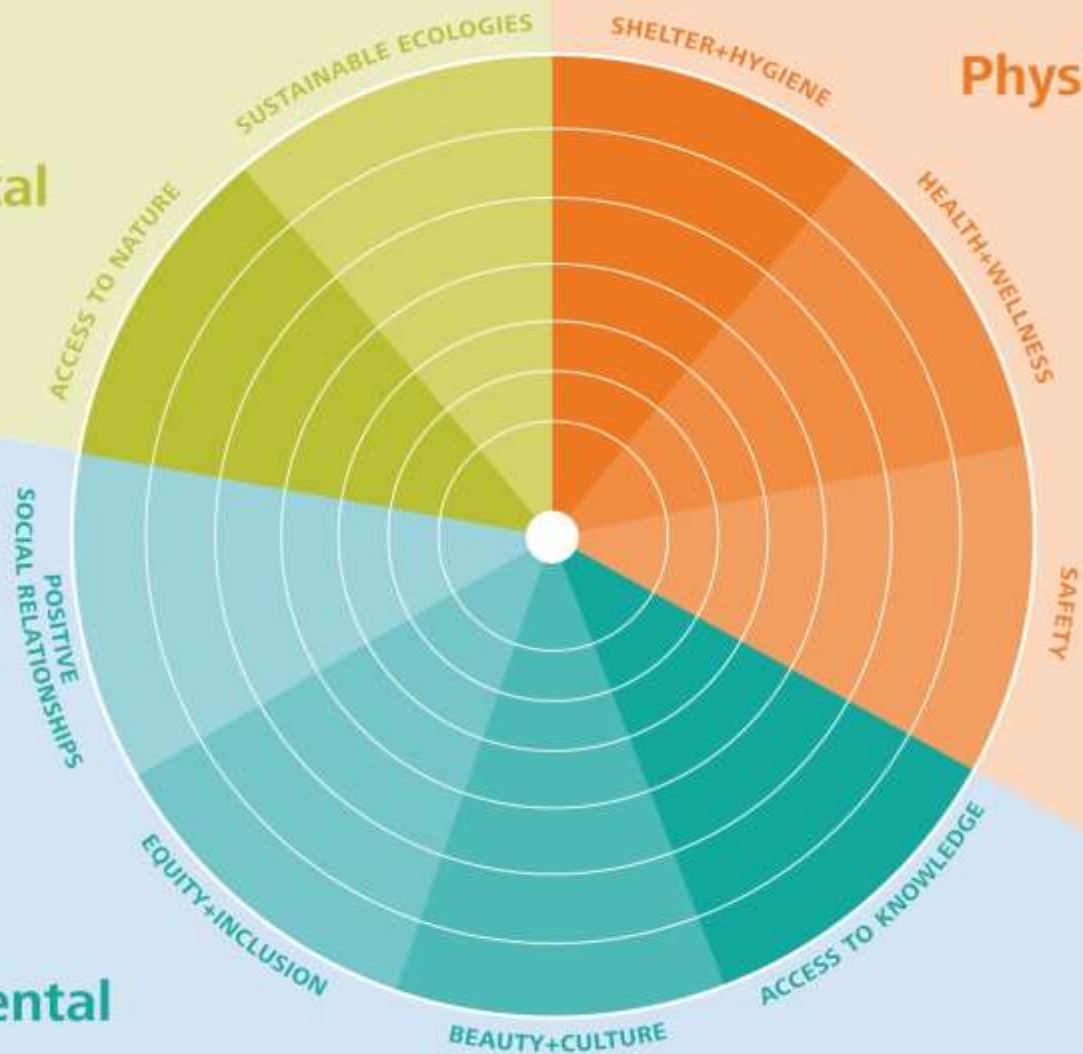 SUSTAINABLE ECOLOGIES
SHELTER+HYGIENE
Phys
tal
ACCESS TO NATURE
HEALTH+WELLNESS
SOCIAL RELATIONSHIPS
POSITIVE
SAFETY
EQUITY+INCLUSION
ACCESS TO KNOWLEDGE
ental
BEAUTY+CULTURE